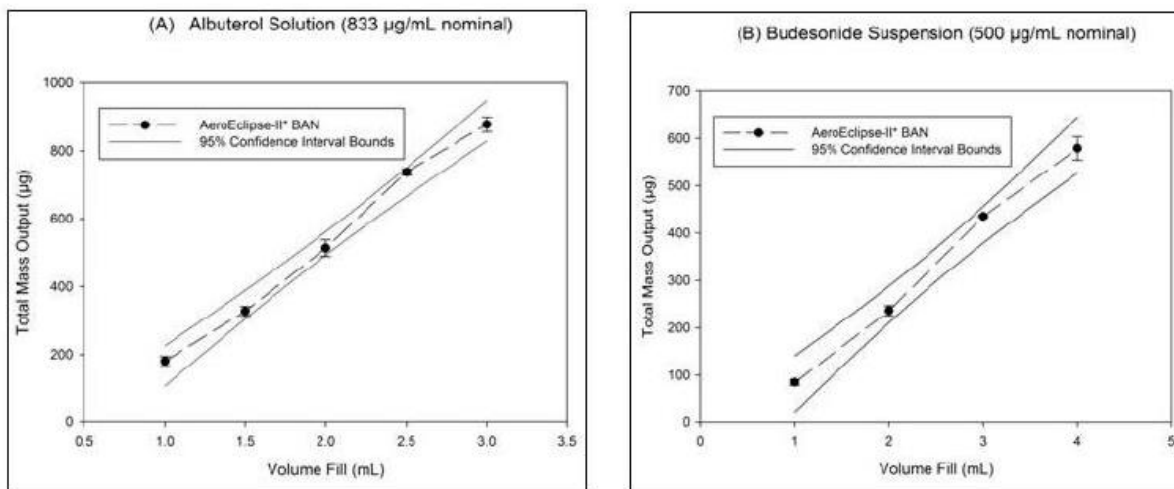 (A) Albuterol Solution (833 µg/mL nominal)
1000
800
600
400
200
0
Total Mass Output (µg)
AeroEclipse-II* BAN
95% Confidence Interval Bounds
0.5 1.0 1.5 2.0 2.5 3.0 3.5
Volume Fill (mL)
(B) Budesonide Suspension (500 µg/mL nominal)
700
600
500
400
300
200
100
0
Total Mass Output (µg)
AeroEclipse-II* BAN
95% Confidence Interval Bounds
0 1 2 3 4 5
Volume Fill (mL)